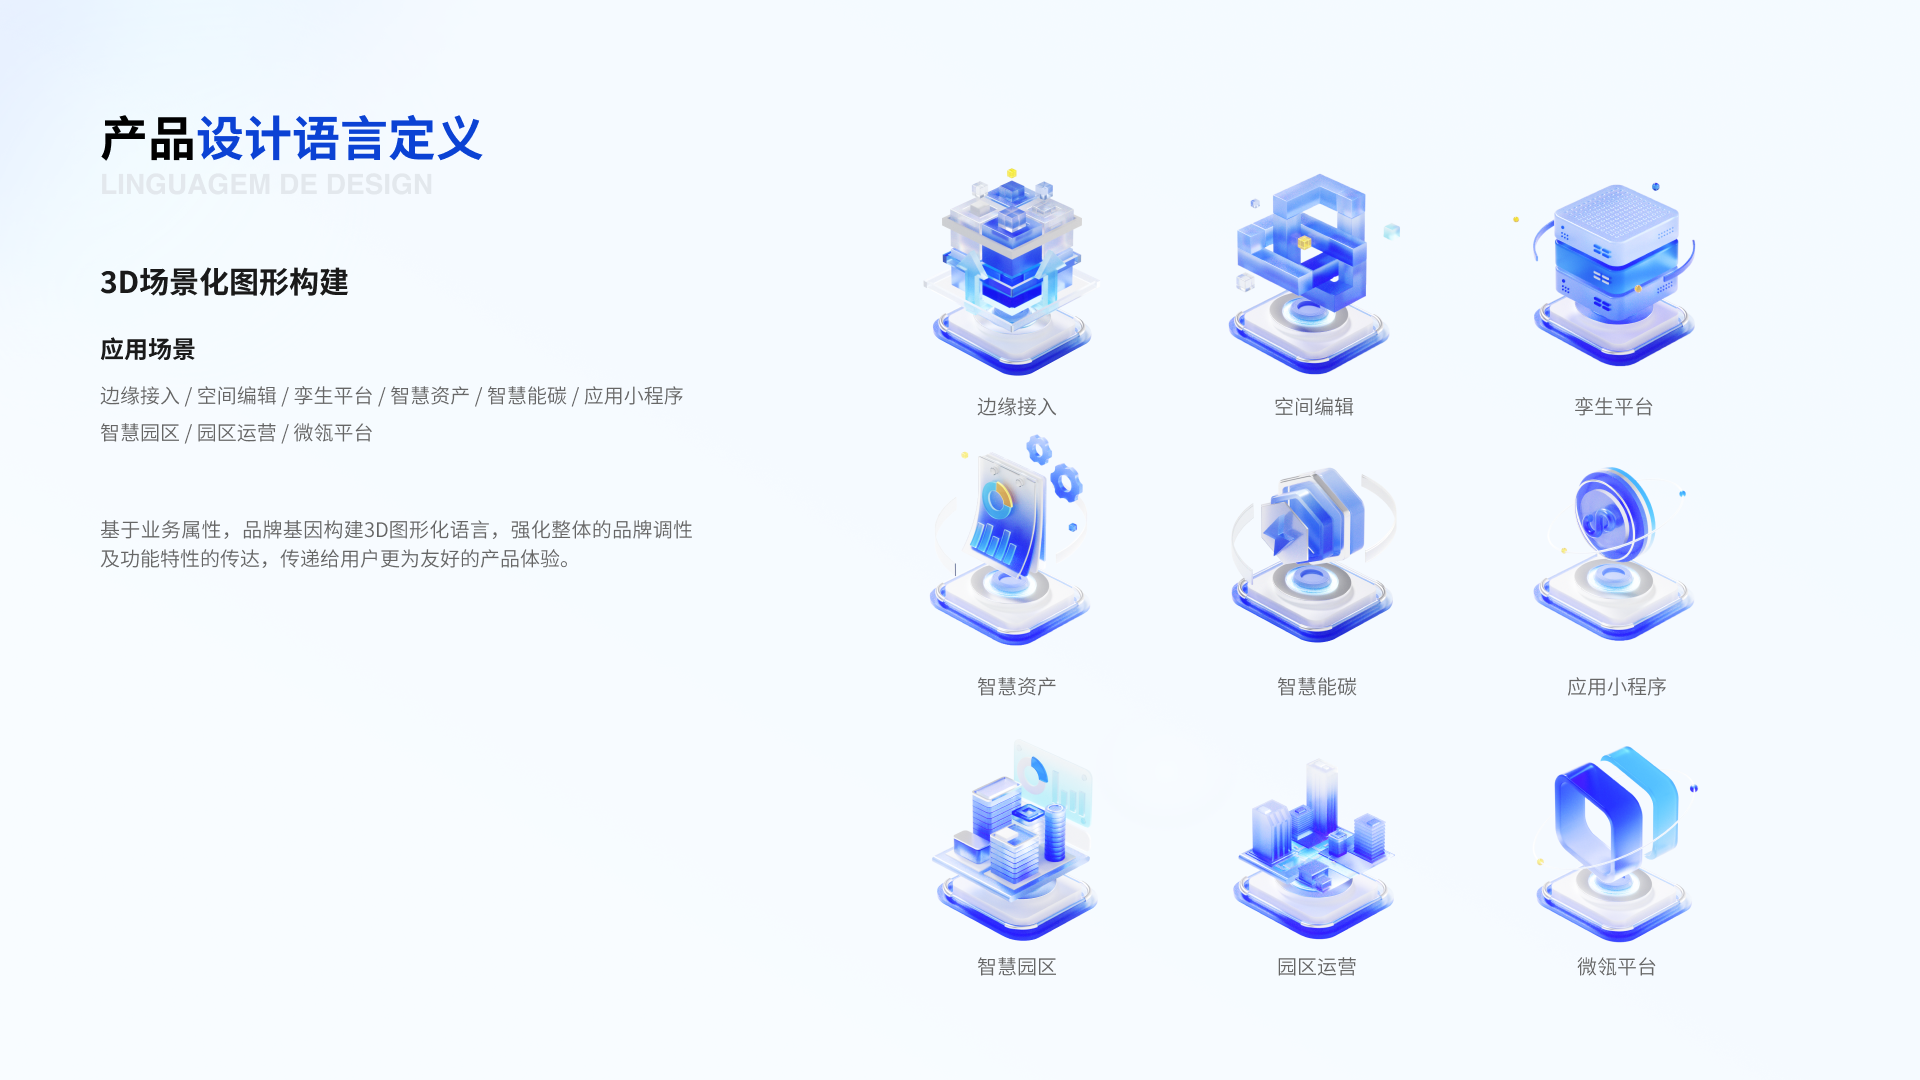 产品设计语言定义
LINGUAGEM DE DESIGN
3D场景化图形构建
应用场景
边缘接入 / 空间编辑 / 孪生平台 / 智慧资产 / 智慧能碳 / 应用小程序
智慧园区 / 园区运营 / 微瓴平台
基于业务属性，品牌基因构建3D图形化语言，强化整体的品牌调性
及功能特性的传达，传递给用户更为友好的产品体验。
边缘接入
空间编辑
孪生平台
智慧资产
智慧能碳
应用小程序
智慧园区
园区运营
微瓴平台